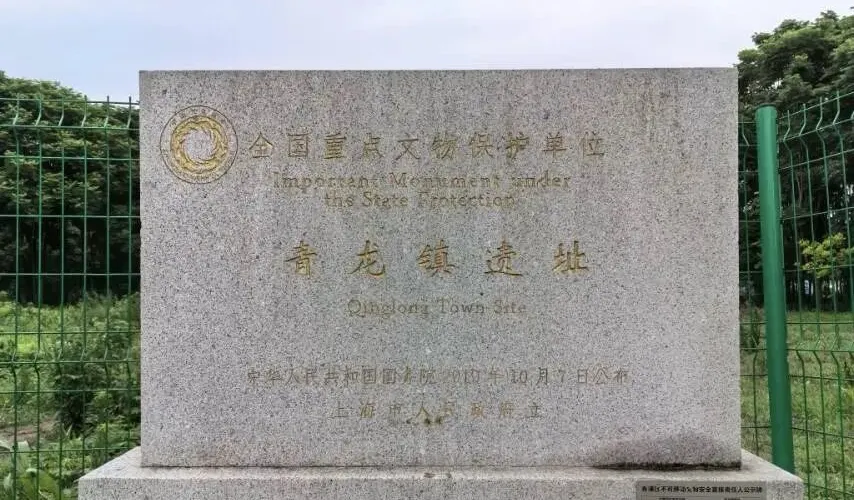 全国重点文物保护单位
Important Monument under
the State Protection
青龙镇遗址
Qinglong Town Site
中华人民共和国国务院 2019年10月7日公布
上海市人民政府立